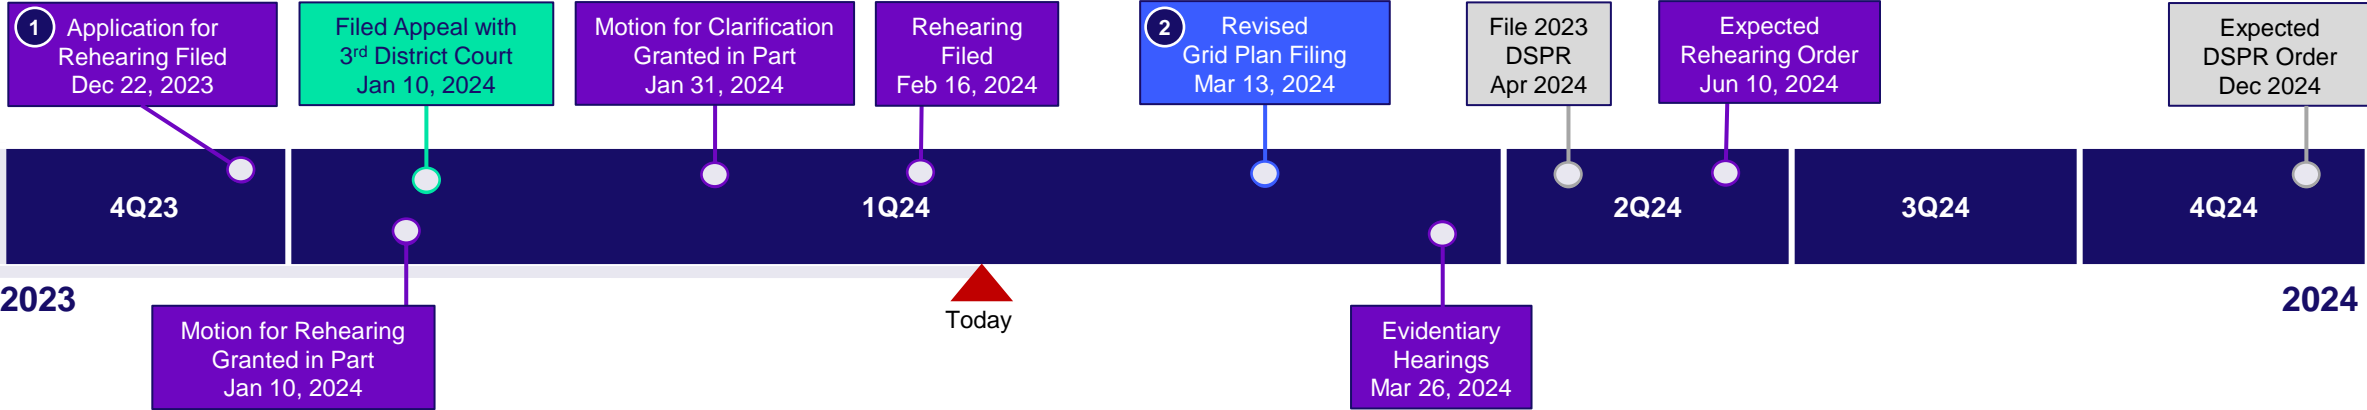 1
Application for
Rehearing Filed
Dec 22, 2023
Filed Appeal with
3rd District Court
Jan 10, 2024
Motion for Clarification
Granted in Part
Jan 31, 2024
Rehearing
Filed
Feb 16, 2024
2
Revised
Grid Plan Filing
Mar 13, 2024
File 2023
DSPR
Apr 2024
Expected
Rehearing Order
Jun 10, 2024
Expected
DSPR Order
Dec 2024
4Q23
1Q24
2Q24
3Q24
4Q24
2023
2024
Today
Motion for Rehearing
Granted in Part
Jan 10, 2024
Evidentiary
Hearings
Mar 26, 2024